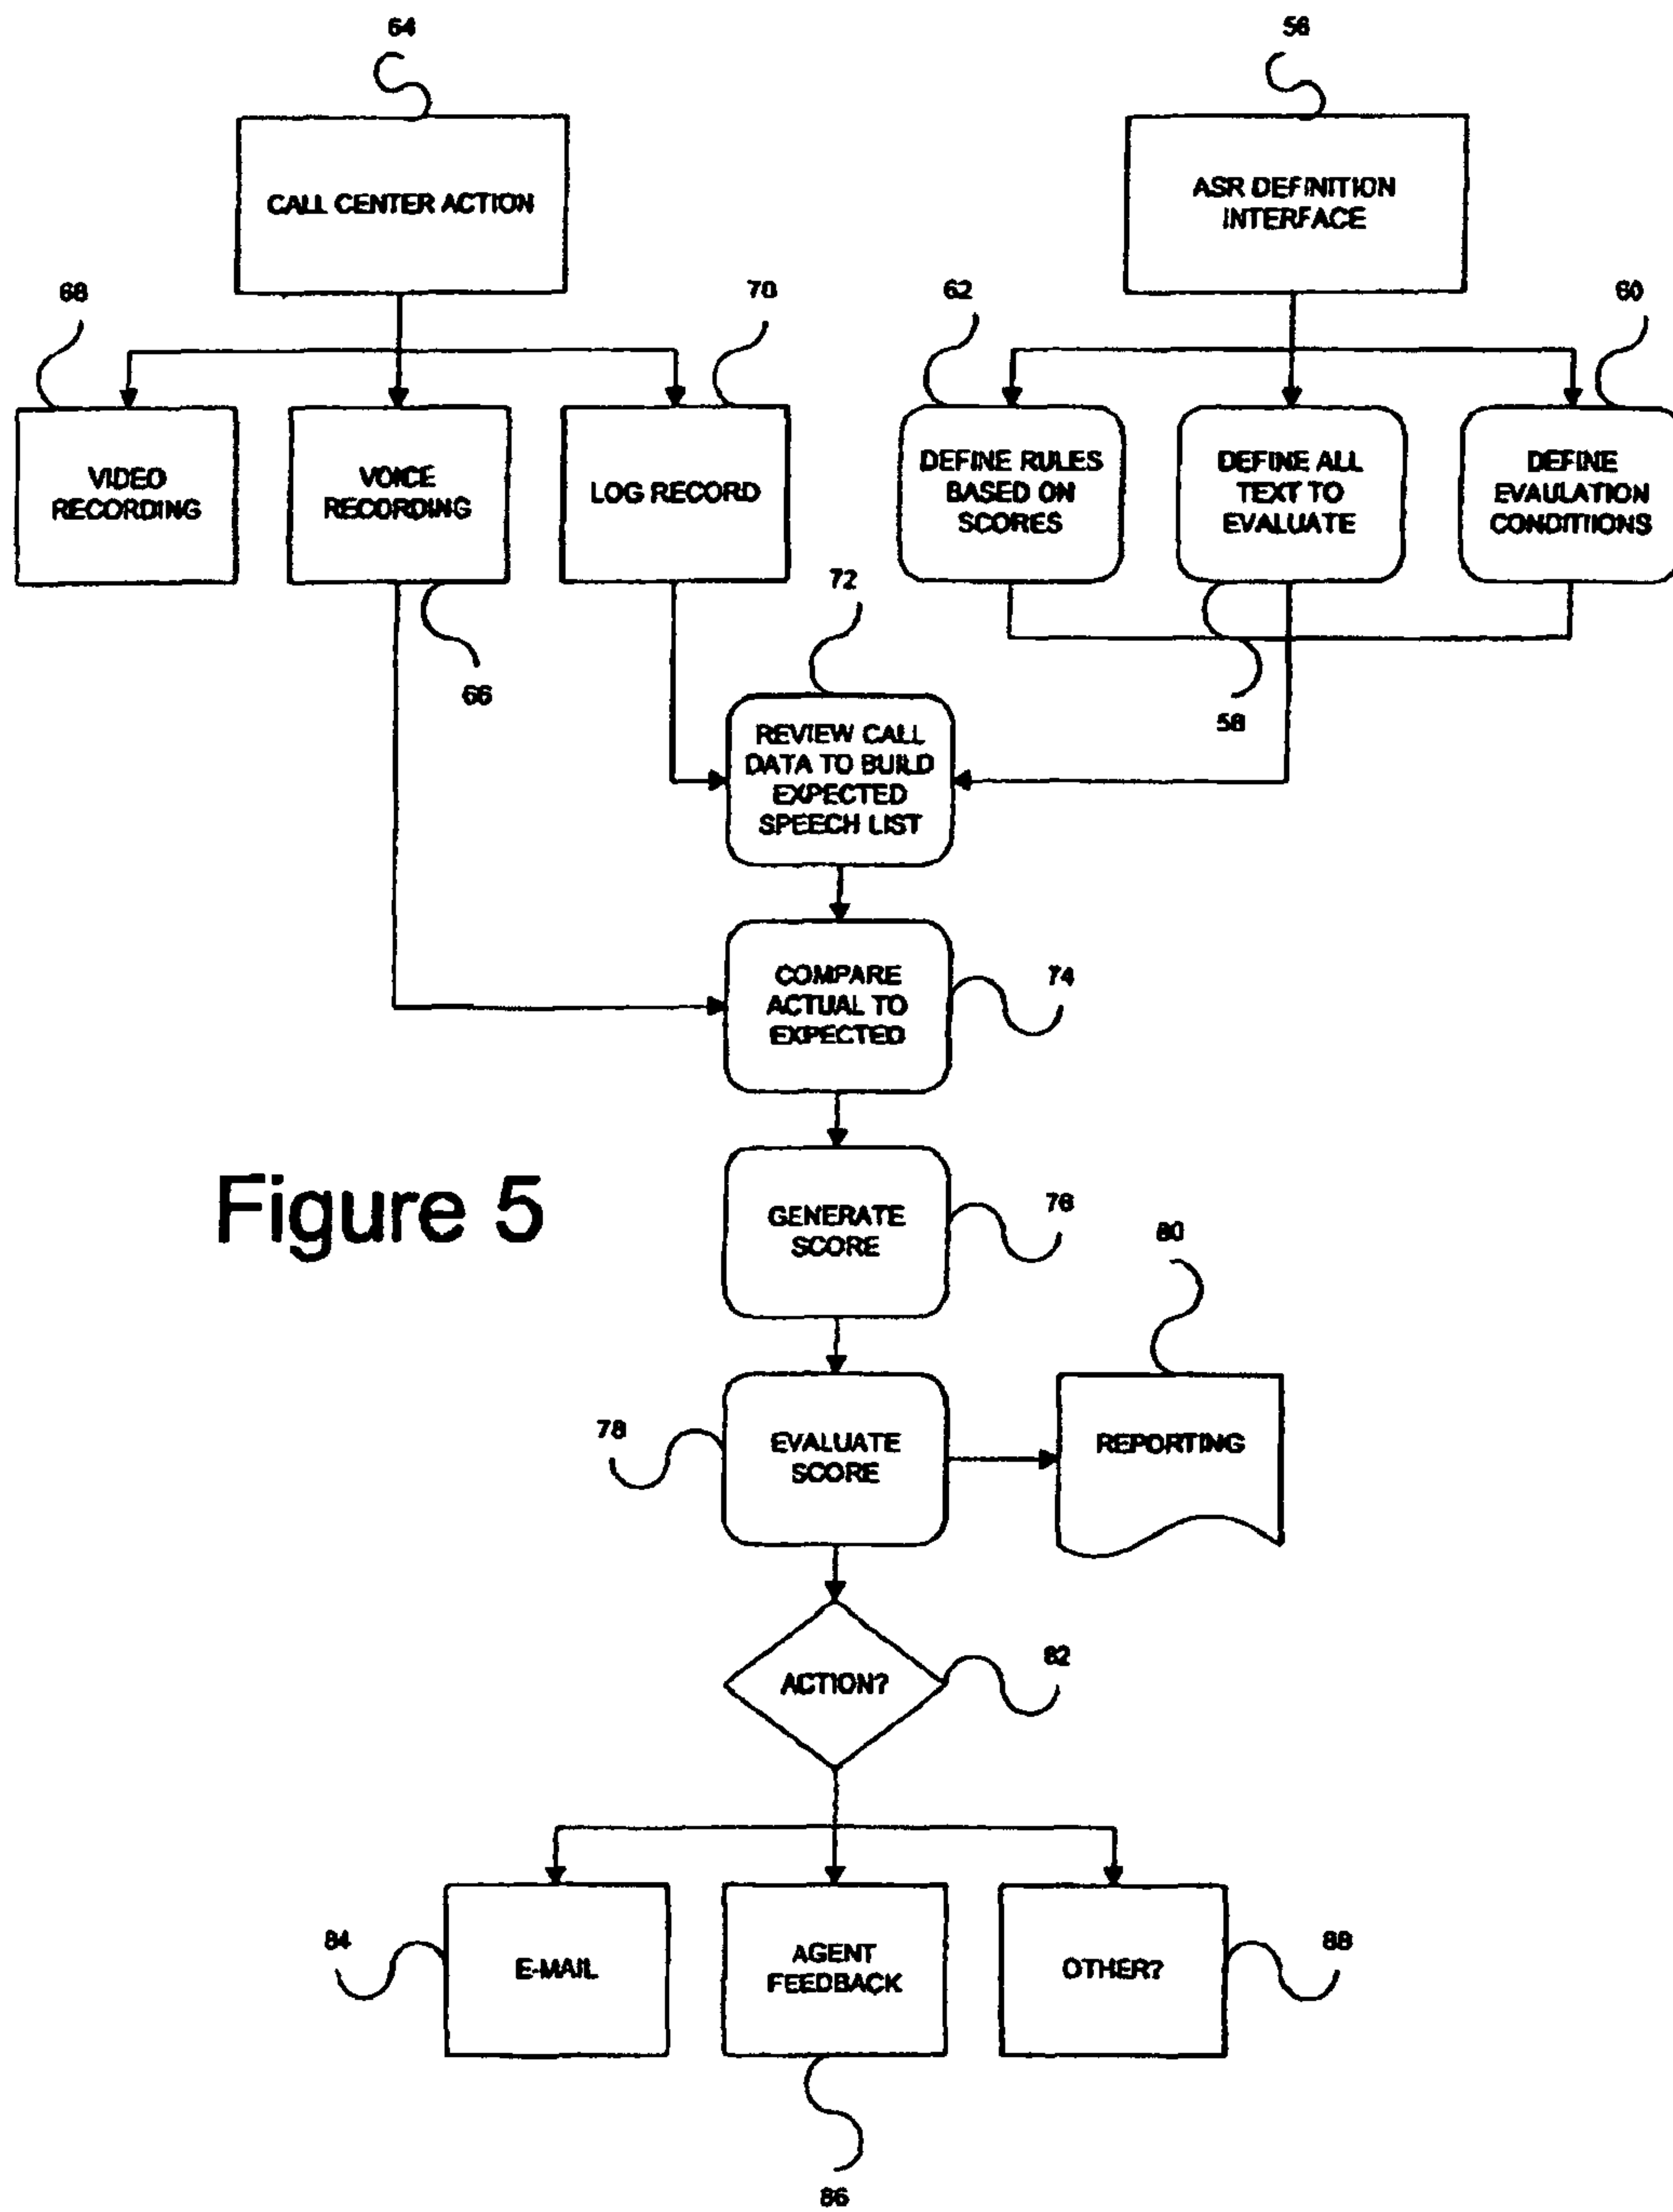 64
56
CALL CENTER ACTION
ASR DEFINITION
INTERFACE
68
70
62
60
VIDEO
RECORDING
VOICE
RECORDING
LOG RECORD
DEFINE RULES
BASED ON
SCORES
DEFINE ALL
TEXT TO
EVALUATE
DEFINE
EVAULATION
CONDITIONS
72
66
58
REVIEW CALL
DATA TO BUILD
EXPECTED
SPEECH LIST
COMPARE
ACTUAL TO
EXPECTED
74
Figure 5
GENERATE
SCORE
76
80
78
EVALUATE
SCORE
REPORTING
ACTION?
82
84
E-MAIL
AGENT
FEEDBACK
OTHER?
88
86